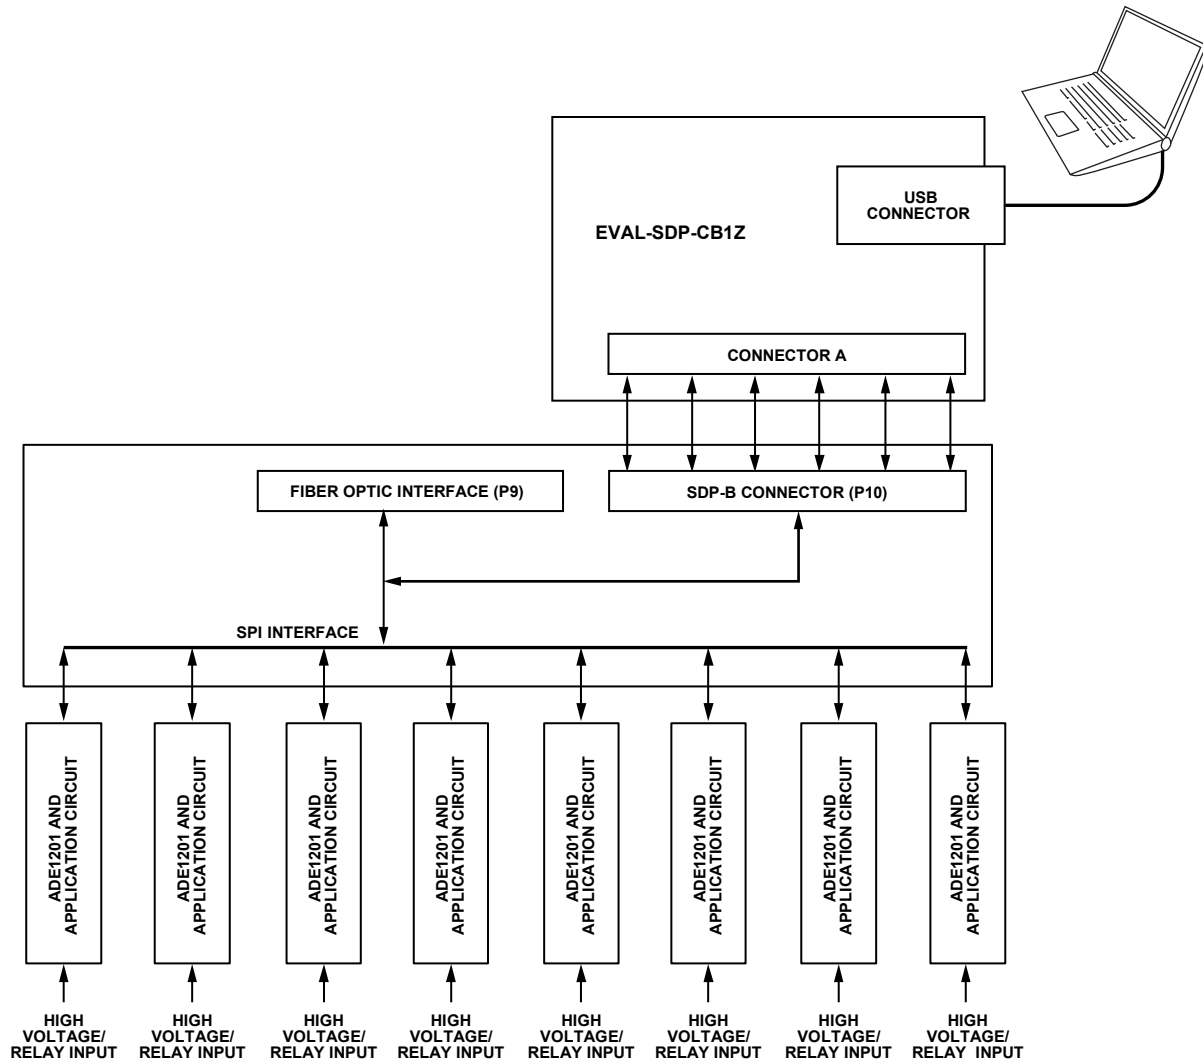 USB
CONNECTOR
EVAL-SDP-CB1Z
CONNECTOR A
FIBER OPTIC INTERFACE (P9)
SDP-B CONNECTOR (P10)
SPI INTERFACE
ADE1201 AND
APPLICATION CIRCUIT
ADE1201 AND
APPLICATION CIRCUIT
ADE1201 AND
APPLICATION CIRCUIT
ADE1201 AND
APPLICATION CIRCUIT
ADE1201 AND
APPLICATION CIRCUIT
ADE1201 AND
APPLICATION CIRCUIT
ADE1201 AND
APPLICATION CIRCUIT
ADE1201 AND
APPLICATION CIRCUIT
HIGH
VOLTAGE/
RELAY INPUT
HIGH
VOLTAGE/
RELAY INPUT
HIGH
VOLTAGE/
RELAY INPUT
HIGH
VOLTAGE/
RELAY INPUT
HIGH
VOLTAGE/
RELAY INPUT
HIGH
VOLTAGE/
RELAY INPUT
HIGH
VOLTAGE/
RELAY INPUT
HIGH
VOLTAGE/
RELAY INPUT